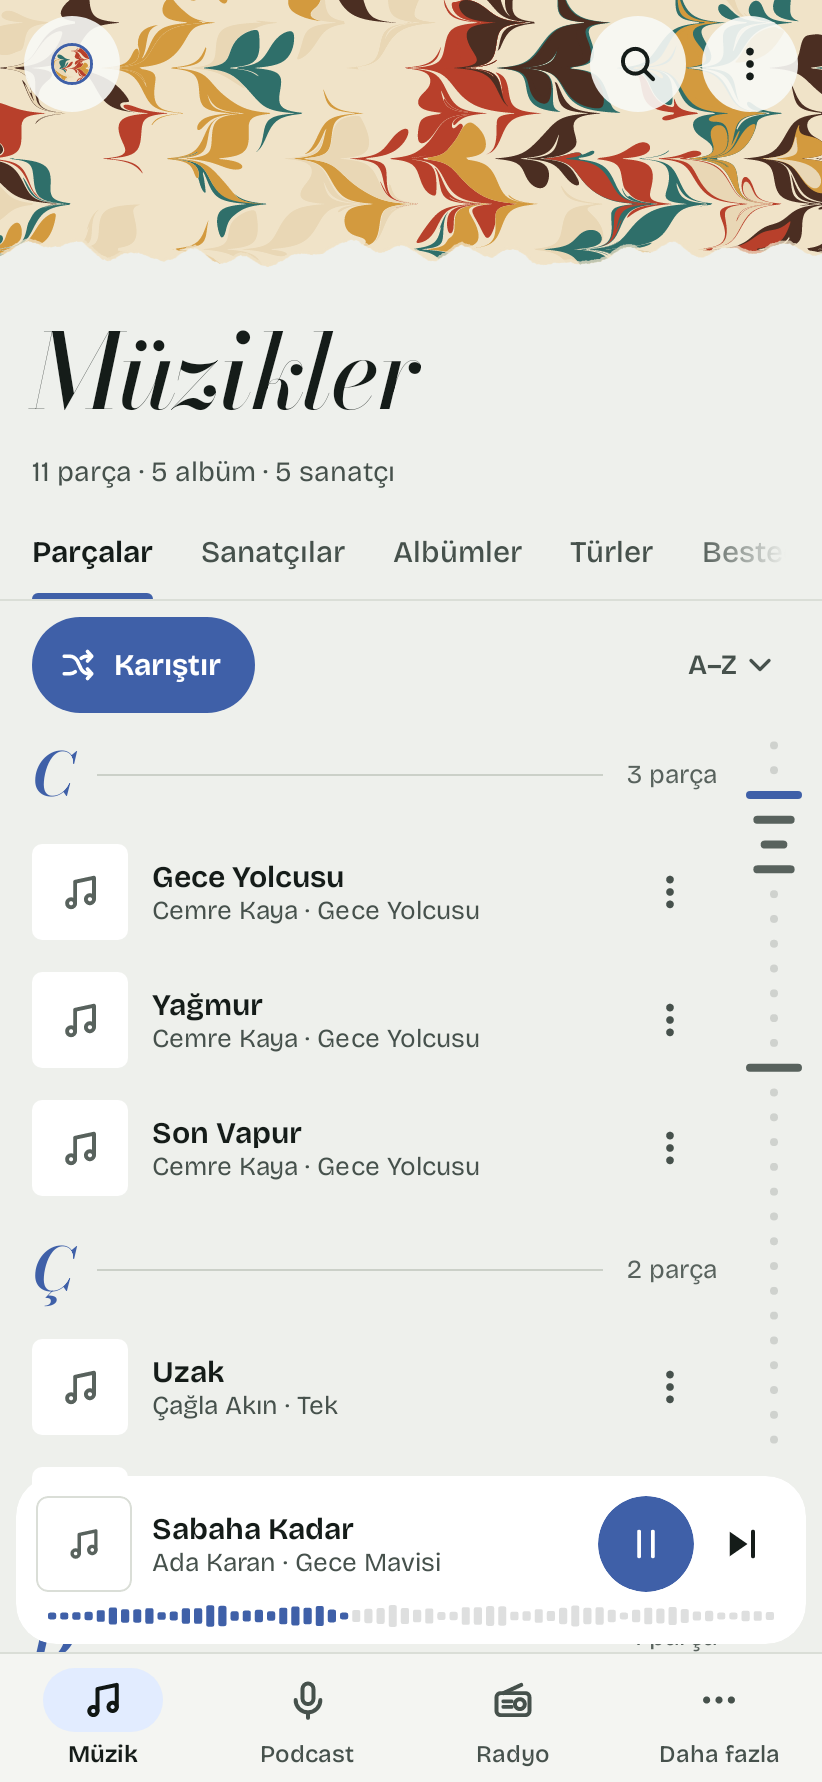 Müzikler
11 parça · 5 albüm · 5 sanatçı
Parçalar Sanatçılar Albümler Türler Beste
Karıştır A–Z
C 3 parça
Gece Yolcusu
Cemre Kaya · Gece Yolcusu
Yağmur
Cemre Kaya · Gece Yolcusu
Son Vapur
Cemre Kaya · Gece Yolcusu
Ç 2 parça
Uzak
Çağla Akın · Tek
Sabaha Kadar
Ada Karan · Gece Mavisi
Müzik Podcast Radyo Daha fazla